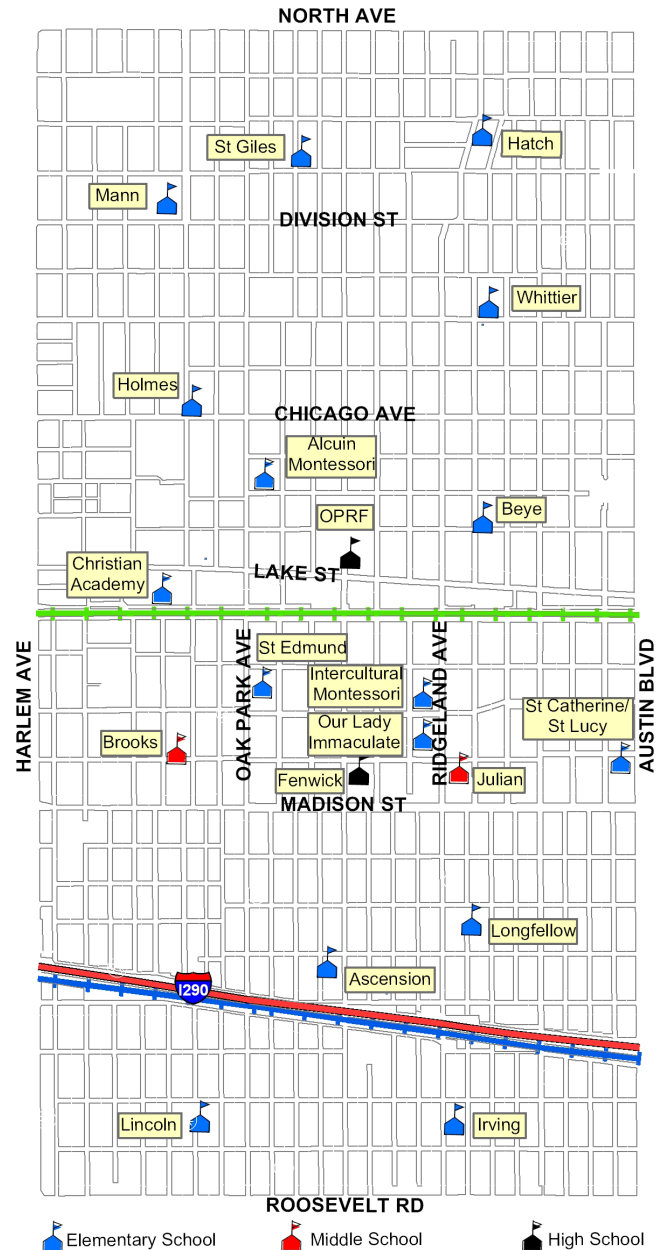 NORTH AVE
St Giles
Hatch
Mann
DIVISION ST
Whittier
Holmes
CHICAGO AVE
Alcuin
Montessori
OPRF
Beye
Christian
Academy
LAKE ST
HARLEM AVE
OAK PARK AVE
RIDGELAND AVE
AUSTIN BLVD
St Edmund
Intercultural
Montessori
St Catherine/
St Lucy
Our Lady
Immaculate
Brooks
Fenwick
Julian
MADISON ST
Longfellow
Ascension
I290
Lincoln
Irving
ROOSEVELT RD
Elementary School
Middle School
High School